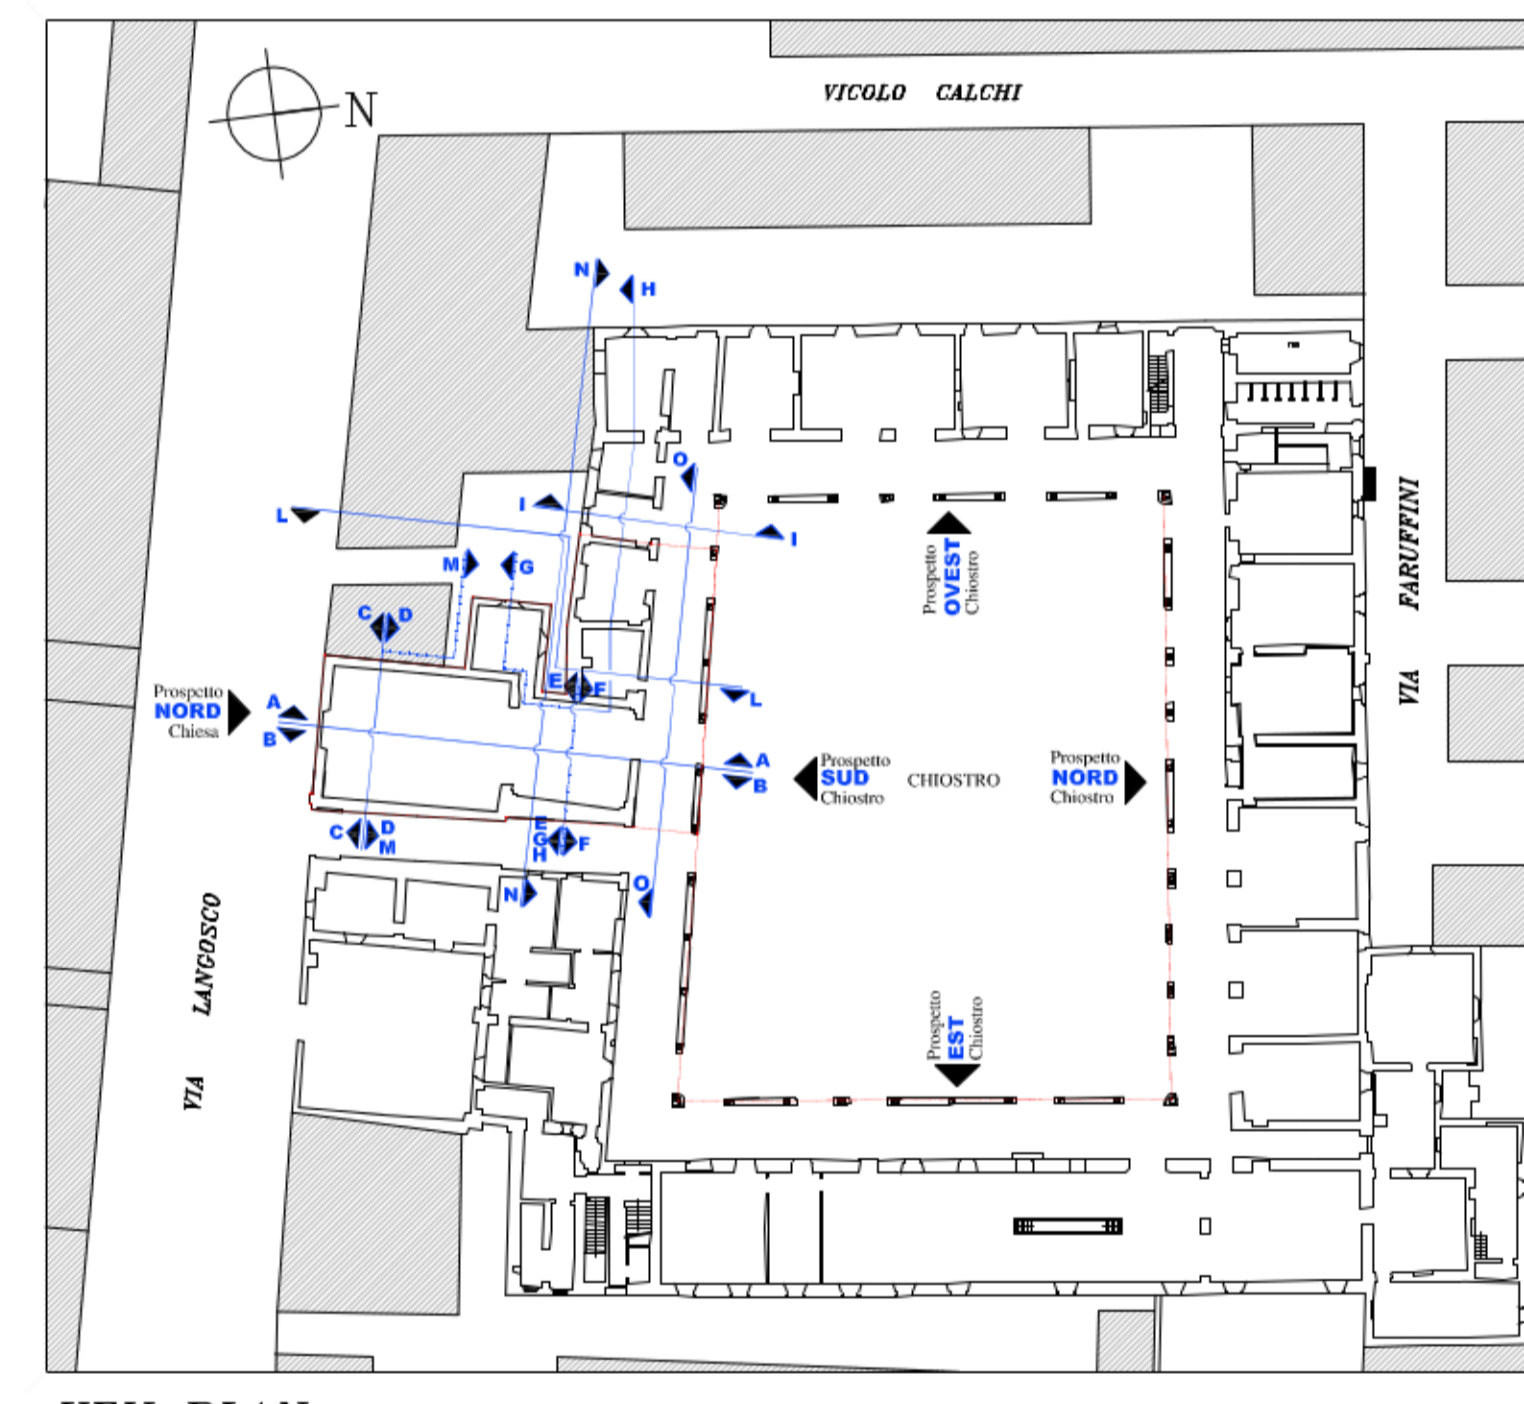 VICOLO CALCHI
N
N
H
O
L
I
I
M
G
C
D
E
F
L
Prospetto
NORD
Chiesa
A
B
A
B
Prospetto
OVEST
Chiostro
Prospetto
SUD
Chiostro
CHIOSTRO
Prospetto
NORD
Chiostro
VIA FARUFFINI
C
D
M
E
G
H
F
N
O
VIA LANGOSCO
Prospetto
EST
Chiostro